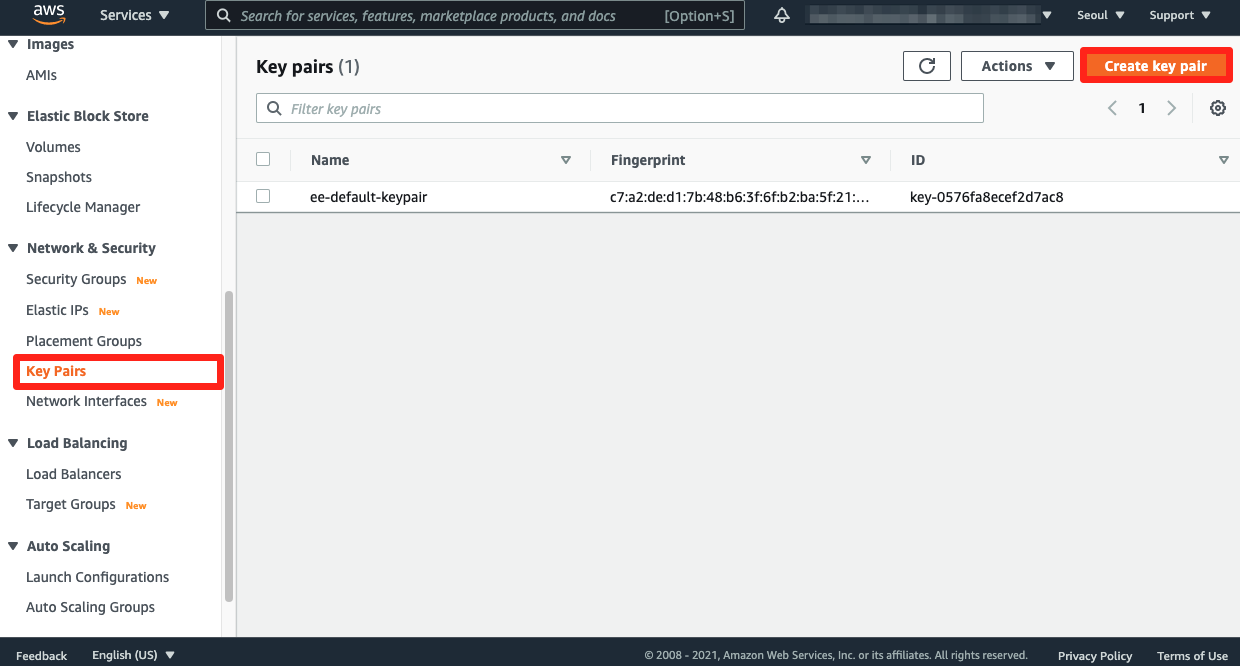 aws
Services
Search for services, features, marketplace products, and docs
[Option+S]
Seoul
Support
Images
AMIs
Elastic Block Store
Volumes
Snapshots
Lifecycle Manager
Network & Security
Security Groups New
Elastic IPs New
Placement Groups
Key Pairs
Network Interfaces New
Load Balancing
Load Balancers
Target Groups New
Auto Scaling
Launch Configurations
Auto Scaling Groups
Key pairs (1)
Actions
Create key pair
Filter key pairs
1
Name
Fingerprint
ID
ee-default-keypair
c7:a2:de:d1:7b:48:b6:3f:6f:b2:ba:5f:21:...
key-0576fa8ecef2d7ac8
Feedback
English (US)
© 2008 - 2021, Amazon Web Services, Inc. or its affiliates. All rights reserved.
Privacy Policy
Terms of Use